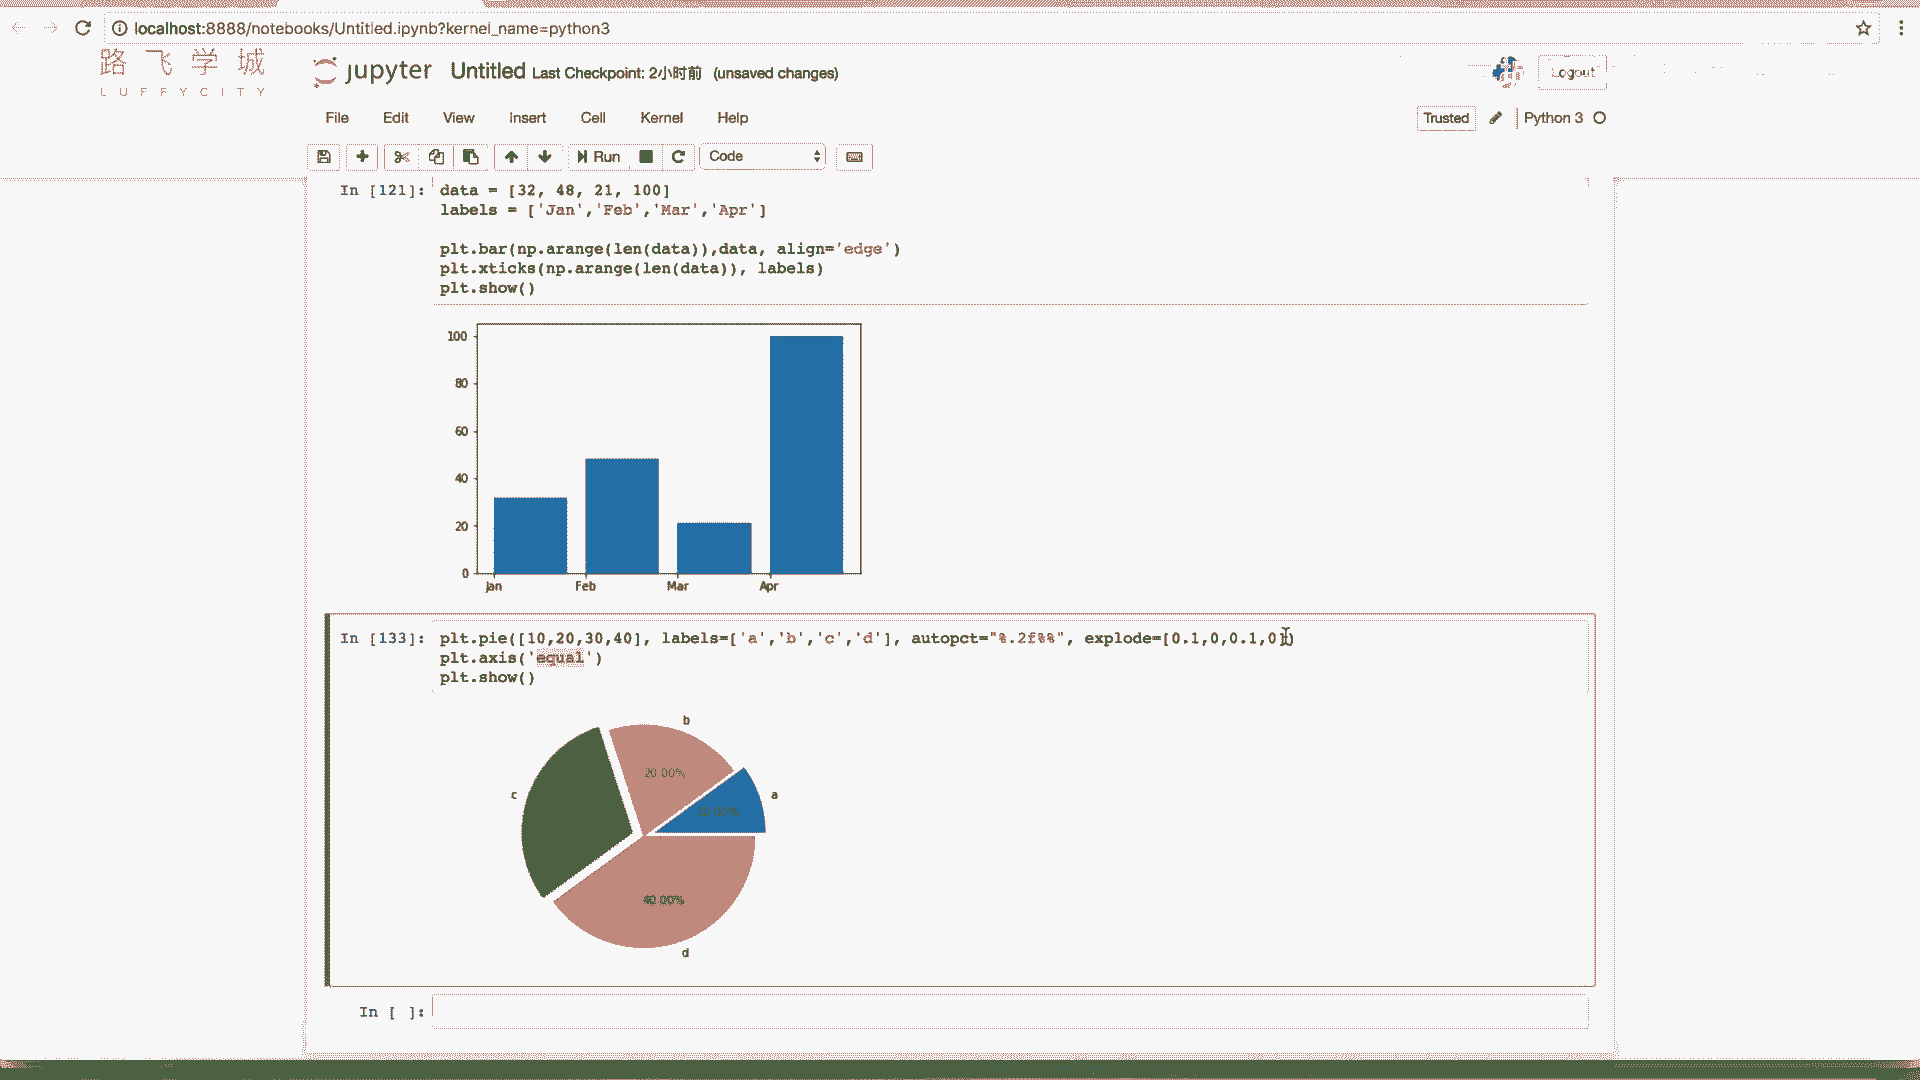 localhost:8888/notebooks/Untitled.ipynb?kernel_name=python3
路飞学城
LUFFYCITY
jupyter Untitled Last Checkpoint: 2小时前 (unsaved changes)
Logout
File Edit View Insert Cell Kernel Help
Trusted Python 3
Run Code
In [121]: data = [32, 48, 21, 100]
labels = ['Jan','Feb','Mar','Apr']
plt.bar(np.arange(len(data)),data, align='edge')
plt.xticks(np.arange(len(data)), labels)
plt.show()
100
80
60
40
20
0
Jan Feb Mar Apr
In [133]: plt.pie([10,20,30,40], labels=['a','b','c','d'], autopct="%.2f%%", explode=[0.1,0,0.1,0])
plt.axis('equal')
plt.show()
b
20.00%
c
a
10.00%
40.00%
d
In [ ]: